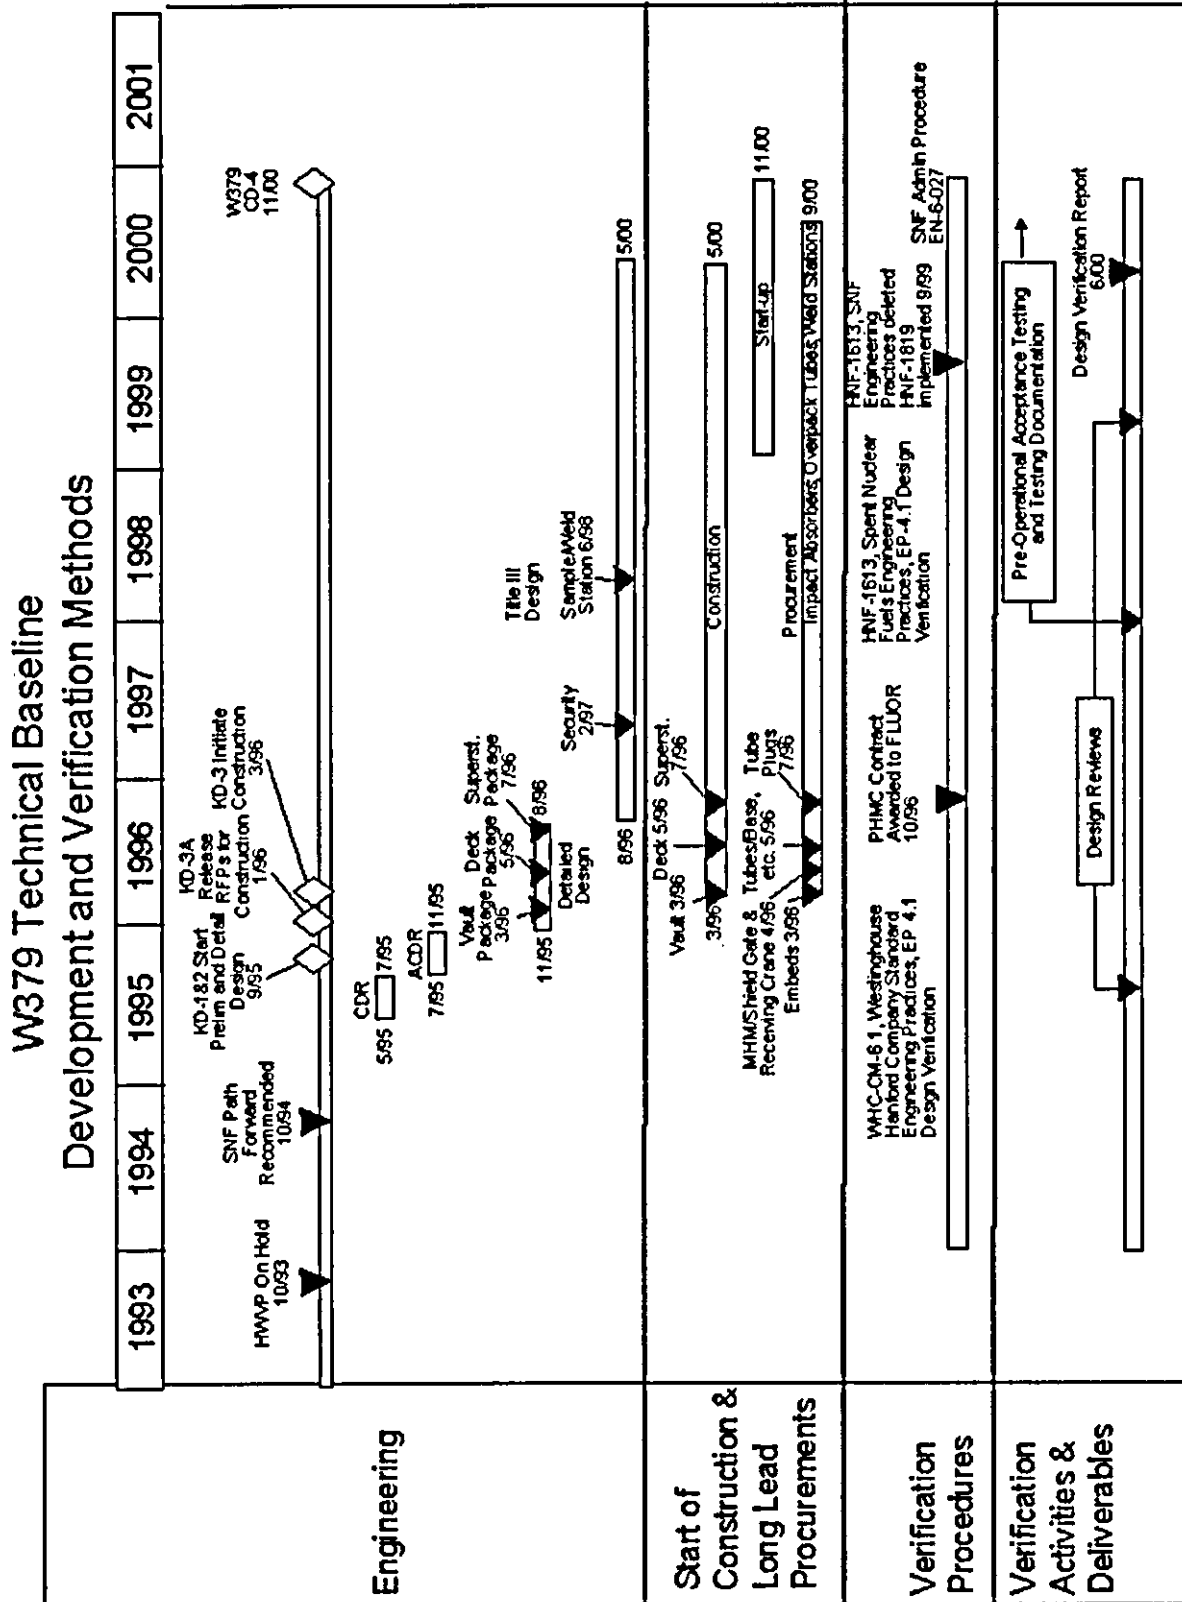 W379 Technical Baseline
Development and Verification Methods
1993 1994 1995 1996 1997 1998 1999 2000 2001
Engineering
HWVP On Hold
10/93
SNF Path
Forward
Recommended
10/94
KD-1&2 Start
Prelim and Detail
Design
9/95
KD-3A
Release
RFP's for
Construction
1/96
KD-3 Initiate
Construction
3/96
W379
CD-4
11/00
CDR
5/95 7/95
ACDR
7/95 11/95
Vault
Package
3/96
Deck
Package
5/96
Superst.
Package
7/96
11/95 8/96
Detailed
Design
Title III
Design
Security
2/97
Sample/Weld
Station 6/98
8/96 5/00
Start of
Construction &
Long Lead
Procurements
Vault 3/96
Deck 5/96
Superst.
7/96
3/96 Construction 5/00
Start-up 11/00
MHM/Shield Gate &
Receiving Crane 4/96
Embeds 3/96
Tubes/Base,
etc. 5/96
Tube
Plugs
7/96
Procurement
Impact Absorbers, Overpack Tubes, Weld Stations 9/00
Verification
Procedures
WHC-CM-6 1, Westinghouse
Hanford Company Standard
Engineering Practices, EP 4.1
Design Verification
PHMC Contract
Awarded to FLUOR
10/96
HNF-1613, Spent Nuclear
Fuels Engineering
Practices, EP-4.1 Design
Verification
HNF-1613, SNF
Engineering
Practices deleted
HNF-1819
implemented 9/99
SNF Admin Procedure
EN-6-027
Verification
Activities &
Deliverables
Design Reviews
Pre-Operational Acceptance Testing
and Testing Documentation
Design Verification Report
6/00